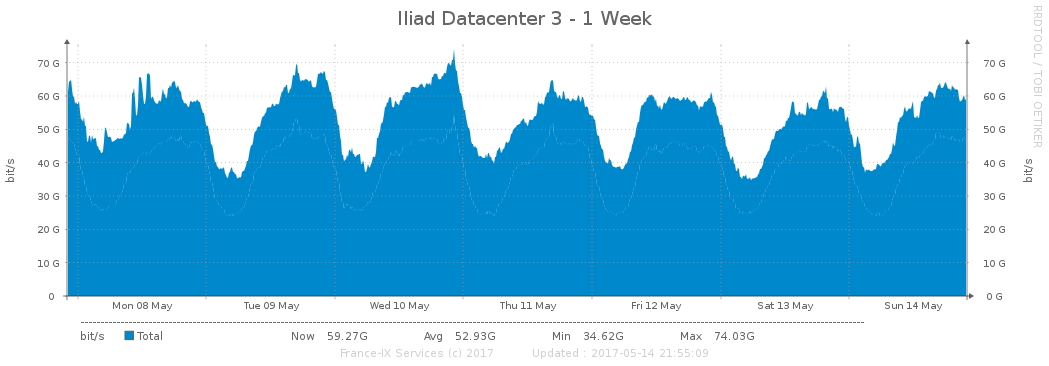 Iliad Datacenter 3 - 1 Week
RRDTOOL / TOBI OETIKER
bit/s
70 G
60 G
50 G
40 G
30 G
20 G
10 G
0
70 G
60 G
50 G
40 G
30 G
20 G
10 G
0 G
bit/s
Mon 08 May Tue 09 May Wed 10 May Thu 11 May Fri 12 May Sat 13 May Sun 14 May
bit/s Total Now 59.27G Avg 52.93G Min 34.62G Max 74.03G
France-IX Services (c) 2017 Updated : 2017-05-14 21:55:09